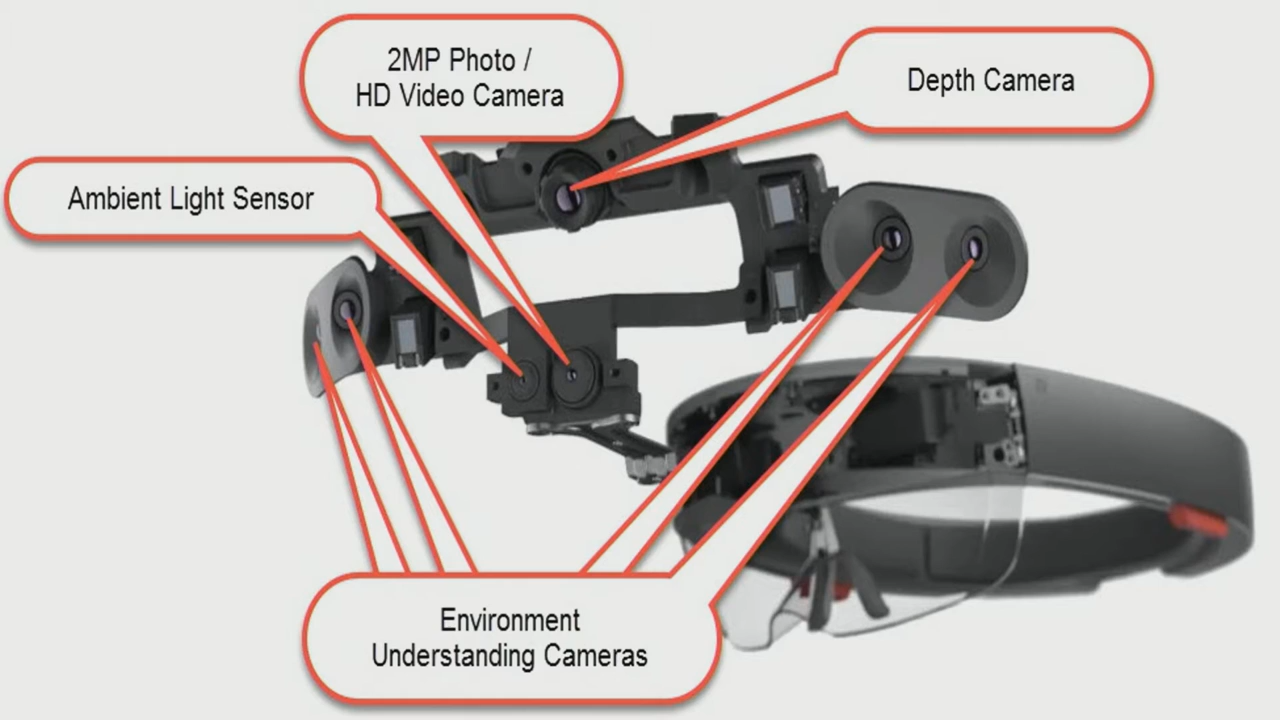 2MP Photo /
HD Video Camera
Depth Camera
Ambient Light Sensor
Environment
Understanding Cameras